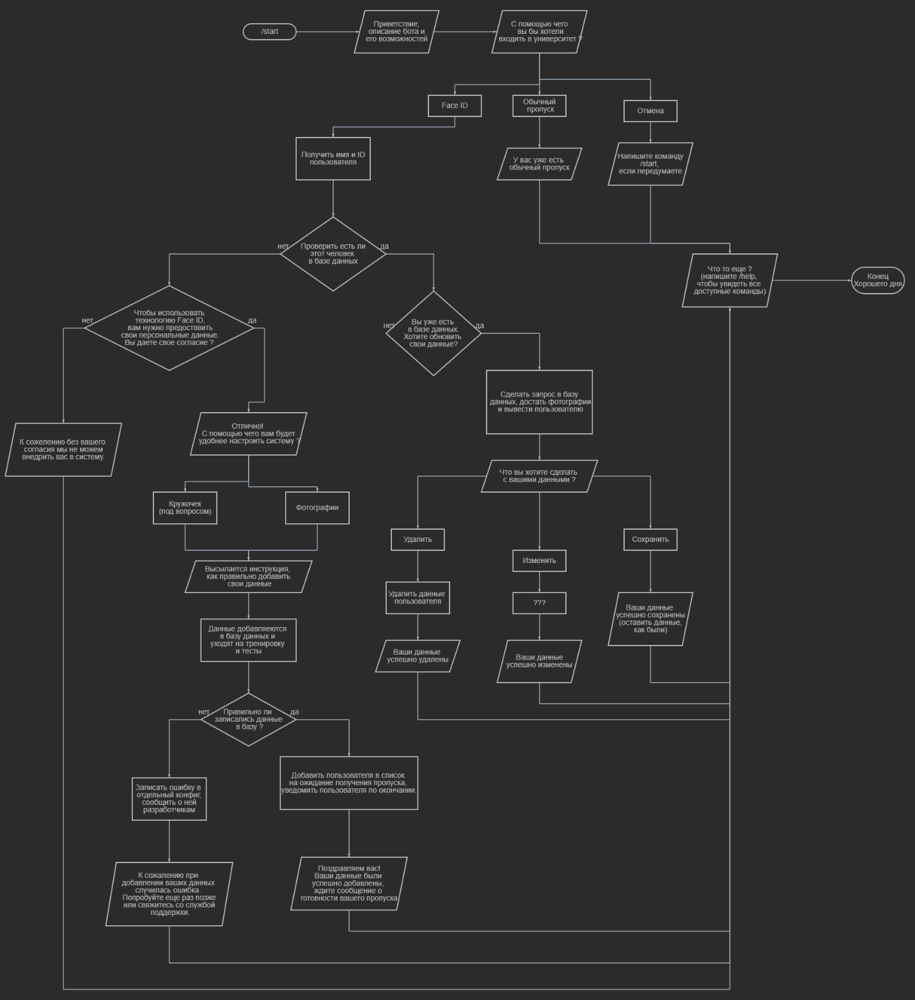 /start
Приветствие,
описание бота и
его возможностей
С помощью чего
вы бы хотели
входить в университет ?
Face ID
Обычный
пропуск
Отмена
Получить имя и ID
пользователя
У вас уже есть
обычный пропуск
Напишите команду
/start,
если передумаете
нет
Проверить есть ли
этот человек
в базе данных
да
Что то еще ?
(напишите /help,
чтобы увидеть все
доступные команды)
Конец
Хорошего дня
нет
Чтобы использовать
технологию Face ID,
вам нужно предоствить
свои персональные данные.
Вы даете свое согласие ?
да
нет
Вы уже есть
в базе данных.
Хотите обновить
свои данные?
да
Сделать запрос в базу
данных, достать фотографии
и вывести пользователю
К сожелению без вашего
согласия мы не можем
внедрить вас в систему.
Отлично!
С помощью чего вам будет
удобнее настроить систему ?
Что вы хотите сделать
с вашими данными ?
Кружочек
(под вопросом)
Фотографии
Удалить
Изменить
Сохранить
Высылается инструкция,
как правильно добавить
свои данные
Удалить данные
пользователя
???
Ваши данные
успешно сохранены
(оставить данные,
как были)
Данные добавляеются
в базу данных и
уходят на тренировку
и тесты
Ваши данные
успешно удалены
Ваши данные
успешно изменены
нет
Правильно ли
записались данные
в базу ?
да
Записать ошибку в
отдельный конфиг,
сообщить о ней
разработчикам
Добавить пользователя в список
на ожидание получения пропуска,
уведомить пользователя по окончании.
К сожалению при
добавлении ваших данных
случилась ошибка.
Попробуйте еще раз позже
или свяжитесь со службой
поддержки.
Поздравляем вас!
Ваши данные были
успешно добавлены,
ждите сообщение о
готовности вашего пропуска